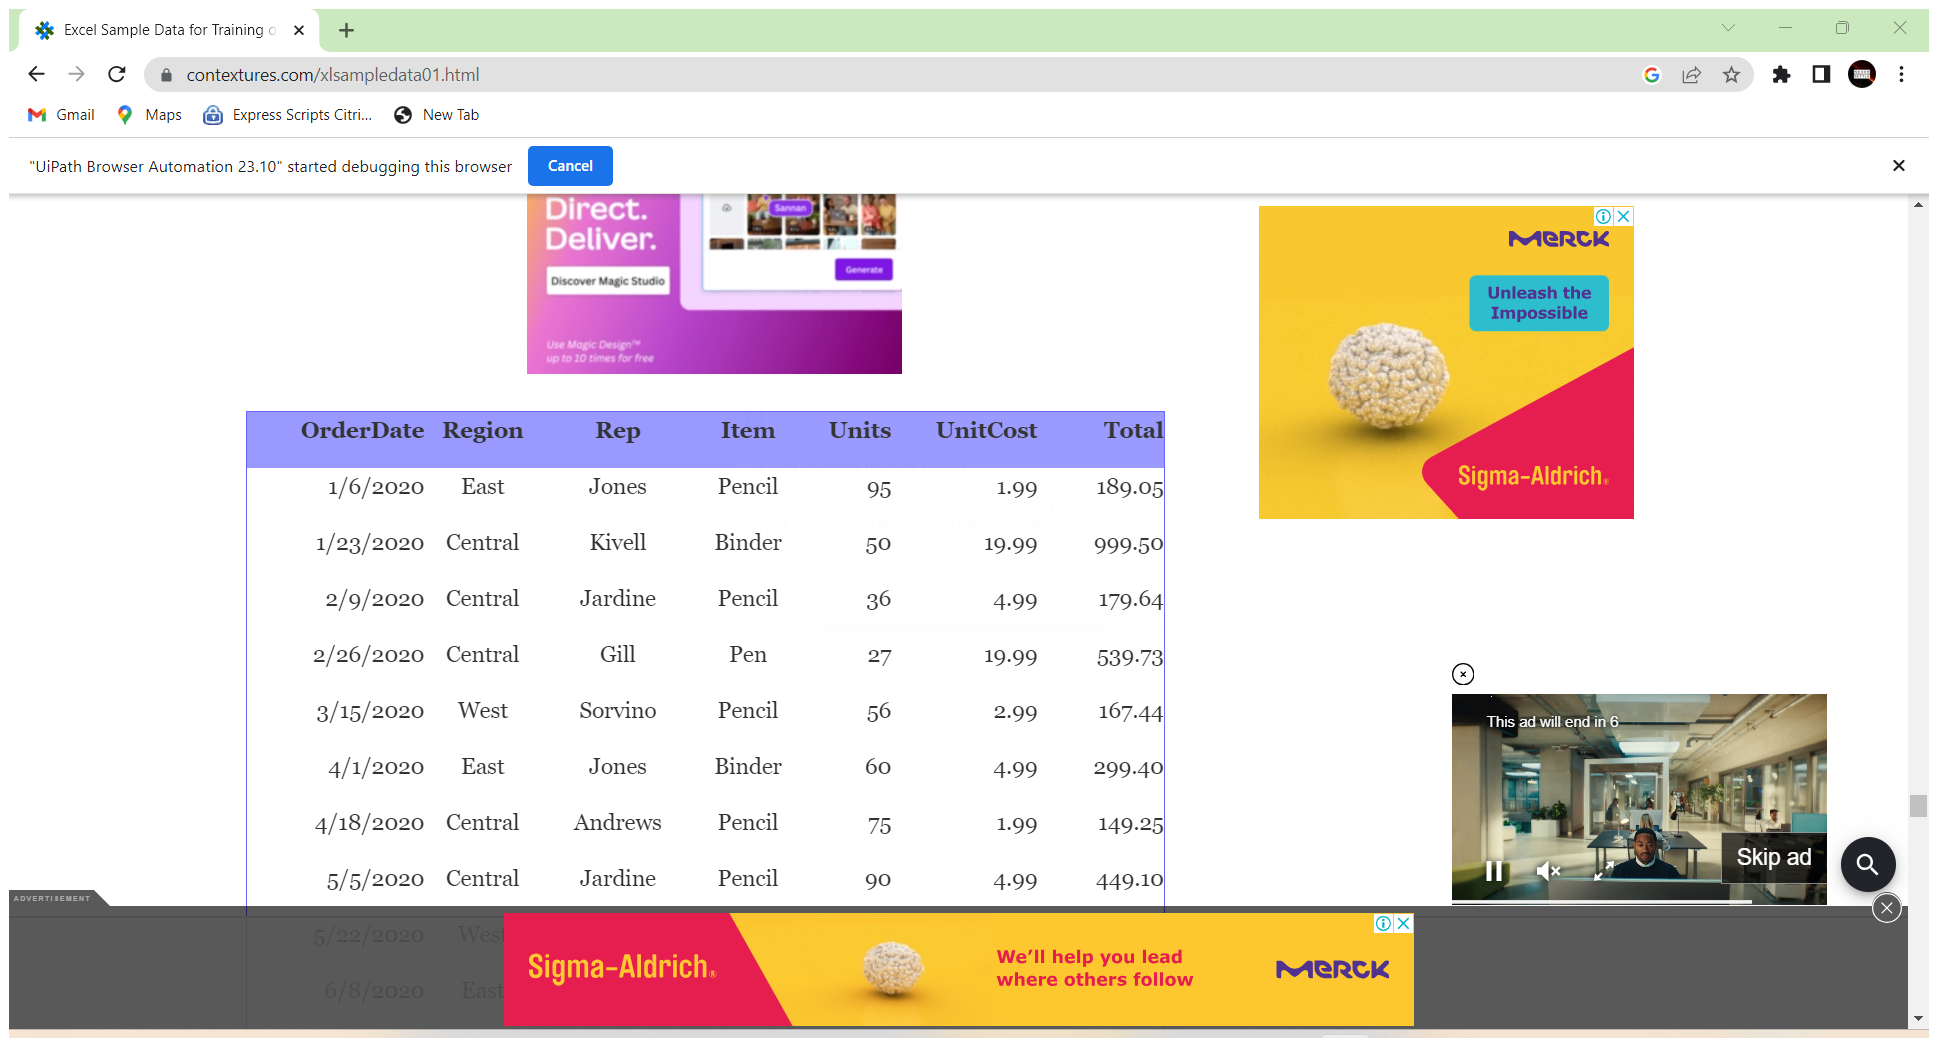 Excel Sample Data for Training o
contextures.com/xlsampledata01.html
Gmail Maps Express Scripts Citri... New Tab
"UiPath Browser Automation 23.10" started debugging this browser Cancel
Direct.
Deliver.
Discover Magic Studio
Use Magic Design™
up to 10 times for free
Sannan
Generate
MERCK
Unleash the
Impossible
Sigma-Aldrich®
OrderDate Region Rep Item Units UnitCost Total
1/6/2020 East Jones Pencil 95 1.99 189.05
1/23/2020 Central Kivell Binder 50 19.99 999.50
2/9/2020 Central Jardine Pencil 36 4.99 179.64
2/26/2020 Central Gill Pen 27 19.99 539.73
3/15/2020 West Sorvino Pencil 56 2.99 167.44
4/1/2020 East Jones Binder 60 4.99 299.40
4/18/2020 Central Andrews Pencil 75 1.99 149.25
5/5/2020 Central Jardine Pencil 90 4.99 449.10
5/22/2020 West
6/8/2020 East
This ad will end in 6
Skip ad
ADVERTISEMENT
Sigma-Aldrich®
We'll help you lead
where others follow
MERCK